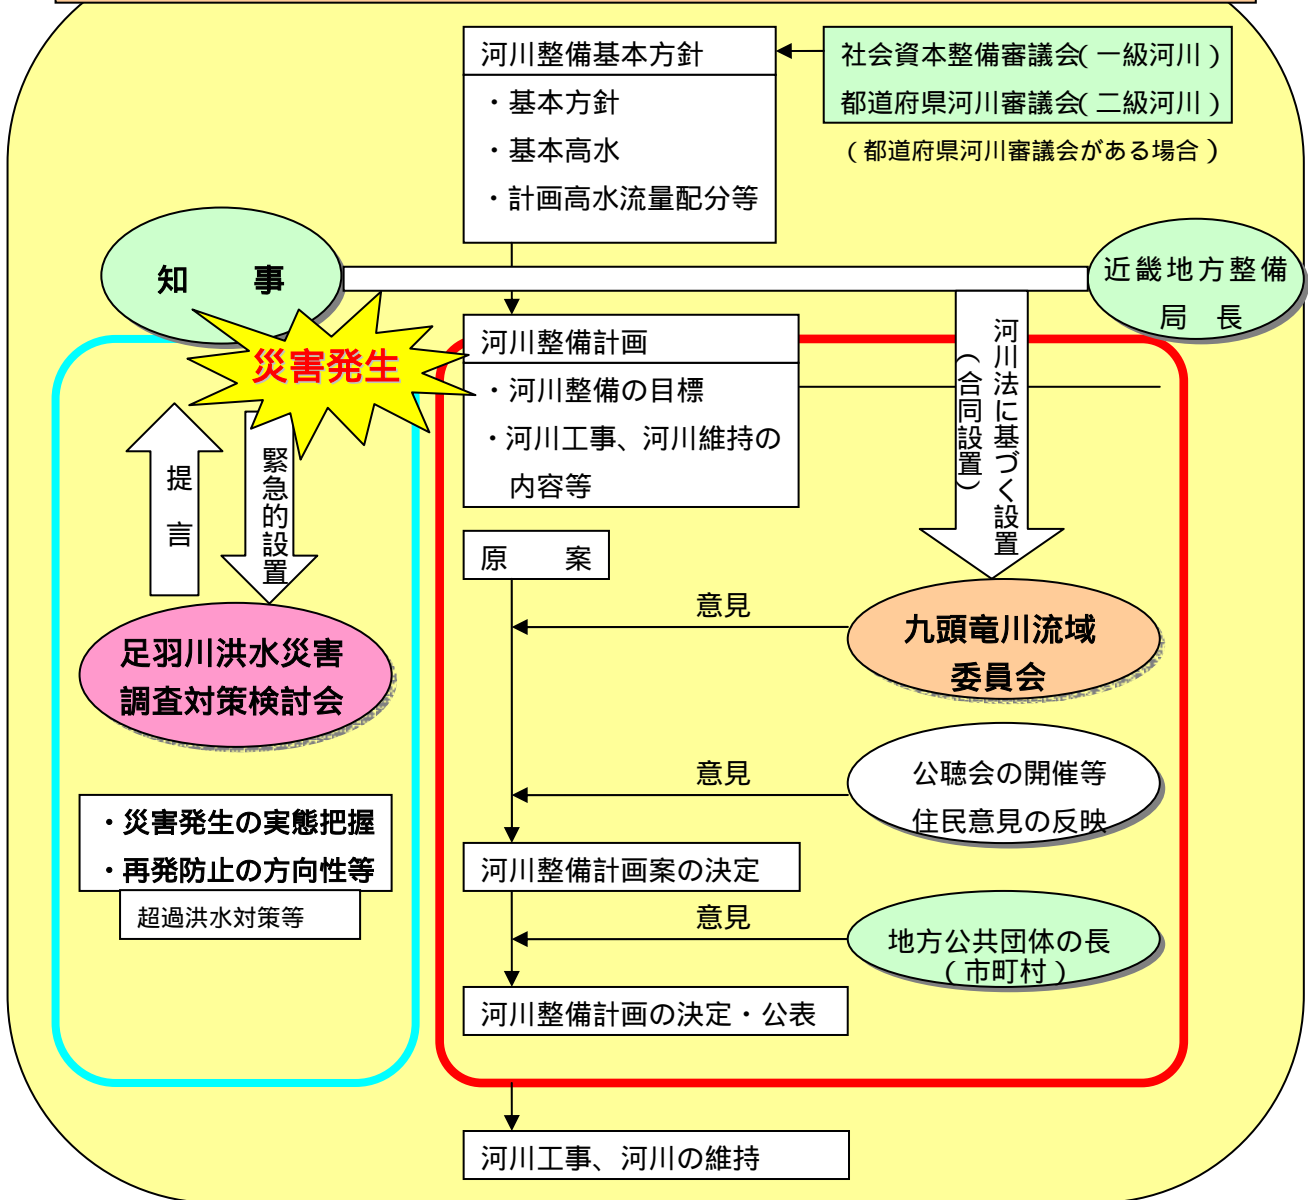 河川整備基本方針
・基本方針
・基本高水
・計画高水流量配分等
社会資本整備審議会(一級河川)
都道府県河川審議会(二級河川)
(都道府県河川審議会がある場合)
知　　事
近畿地方整備
局　長
災害発生
河川整備計画
・河川整備の目標
・河川工事、河川維持の
内容等
河川法に基づく設置
(合同設置)
提　言
緊急的設置
原　　案
意見
九頭竜川流域
委員会
足羽川洪水災害
調査対策検討会
意見
公聴会の開催等
住民意見の反映
・災害発生の実態把握
・再発防止の方向性等
超過洪水対策等
河川整備計画案の決定
意見
地方公共団体の長
(市町村)
河川整備計画の決定・公表
河川工事、河川の維持